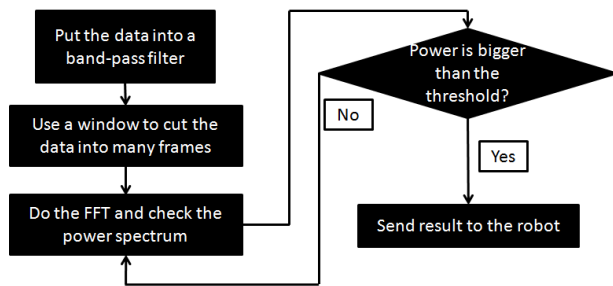 Put the data into a
band-pass filter
Use a window to cut the
data into many frames
Do the FFT and check the
power spectrum
Power is bigger
than the
threshold?
No
Yes
Send result to the robot